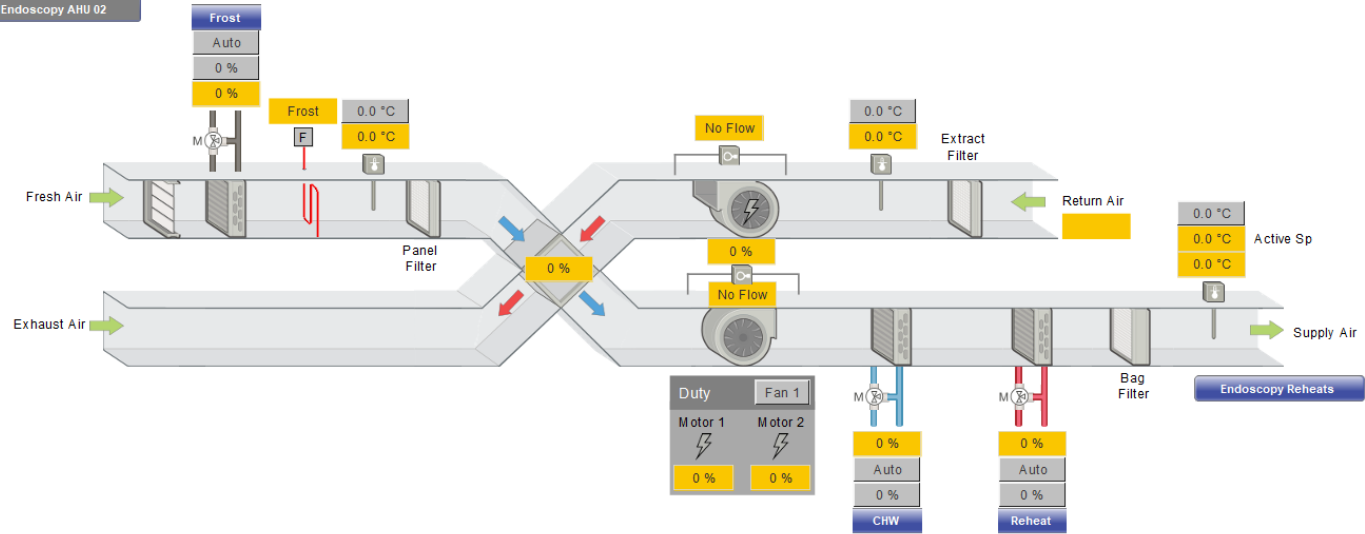 Endoscopy AHU 02
Frost
Auto
0 %
0 %
Frost
0.0 °C
F
0.0 °C
M
No Flow
0.0 °C
0.0 °C
Extract
Filter
Fresh Air
Return Air
Panel
Filter
0 %
0 %
No Flow
0.0 °C
0.0 °C
Active Sp
0.0 °C
Exhaust Air
Supply Air
Duty
Fan 1
Motor 1
Motor 2
0 %
0 %
M
M
Bag
Filter
Endoscopy Reheats
0 %
Auto
0 %
CHW
0 %
Auto
0 %
Reheat